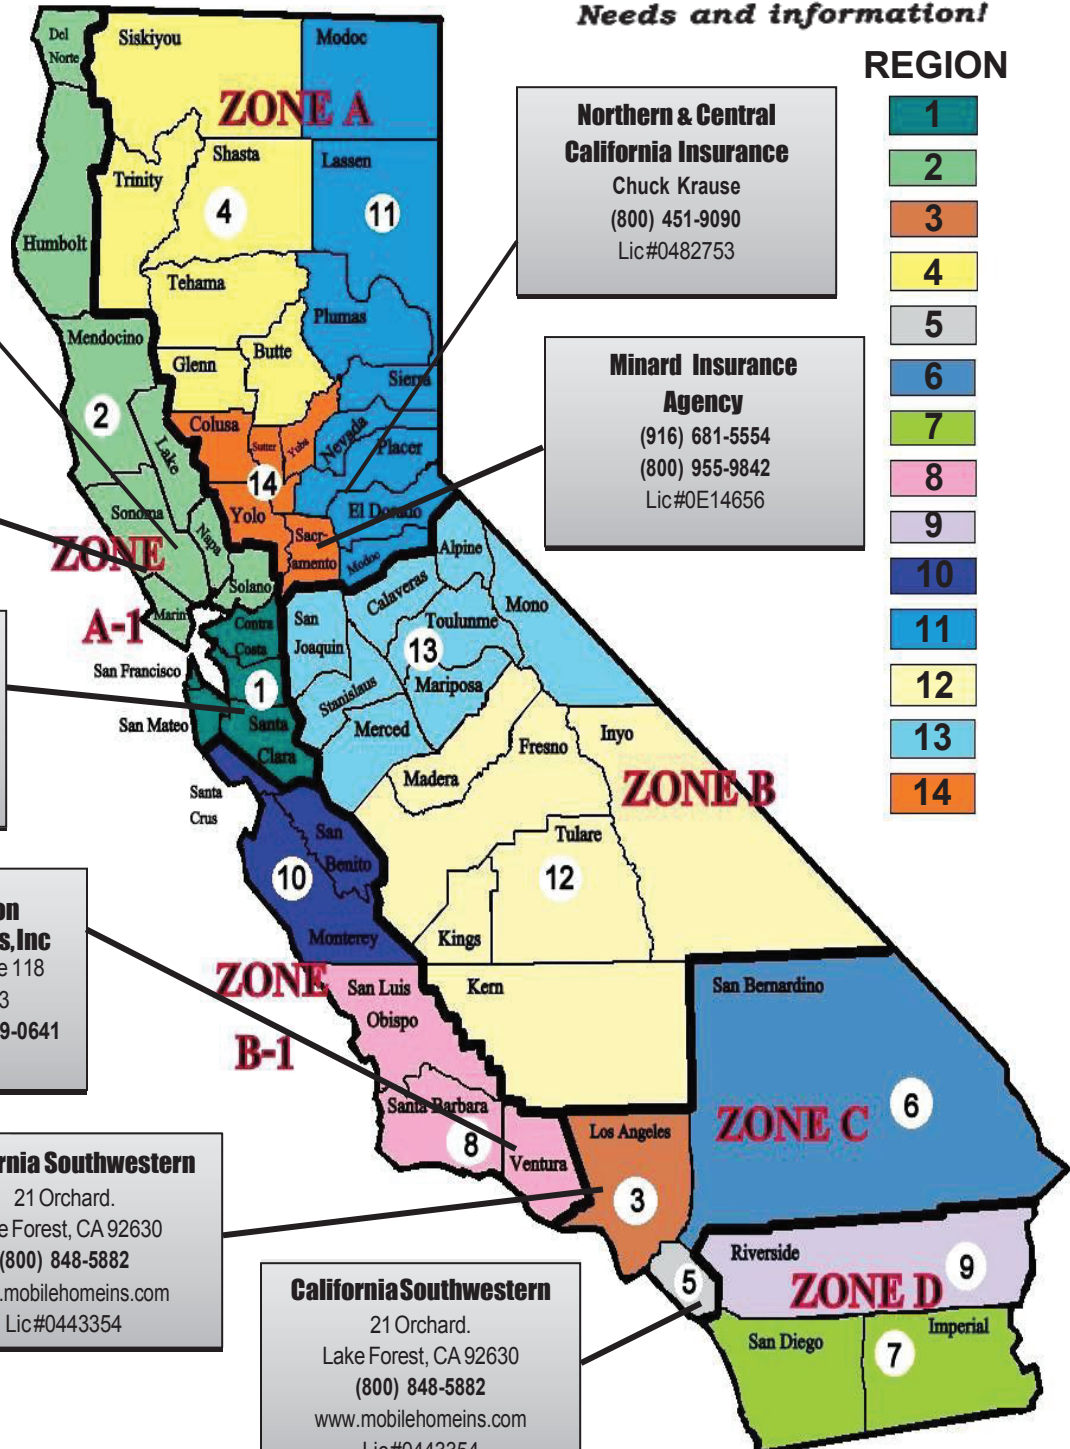 Needs and information!
REGION
1
2
3
4
5
6
7
8
9
10
11
12
13
14
Northern & Central
California Insurance
Chuck Krause
(800) 451-9090
Lic#0482753
Minard Insurance
Agency
(916) 681-5554
(800) 955-9842
Lic#0E14656
on
s,Inc
e 118
3
9-0641
rnia Southwestern
21 Orchard.
e Forest, CA 92630
(800) 848-5882
.mobilehomeins.com
Lic#0443354
California Southwestern
21 Orchard.
Lake Forest, CA 92630
(800) 848-5882
www.mobilehomeins.com
Lic#0443354
Del
Norte
Siskiyou
Modoc
ZONE A
Shasta
Lassen
Trinity
4
11
Humbolt
Tehama
Plumas
Mendocino
Butte
Glenn
Sierra
2
Colusa
Sutter
Yuba
Nevada
Placer
Lake
14
Yolo
El Dorado
Sonoma
Napa
Sacr-
amento
Modoc
ZONE
A-1
Solano
Marin
Alpine
Calaveras
Mono
Contra
Costa
San
Joaquin
Toulunme
13
San Francisco
1
Stanislaus
Mariposa
San Mateo
Santa
Clara
Merced
Fresno
Inyo
Madera
ZONE B
Santa
Crus
San
Benito
Tulare
10
12
Monterey
Kings
ZONE
B-1
San Luis
Obispo
Kern
San Bernardino
Santa Barbara
8
Ventura
Los Angeles
3
ZONE C
6
5
Riverside
9
ZONE D
San Diego
7
Imperial